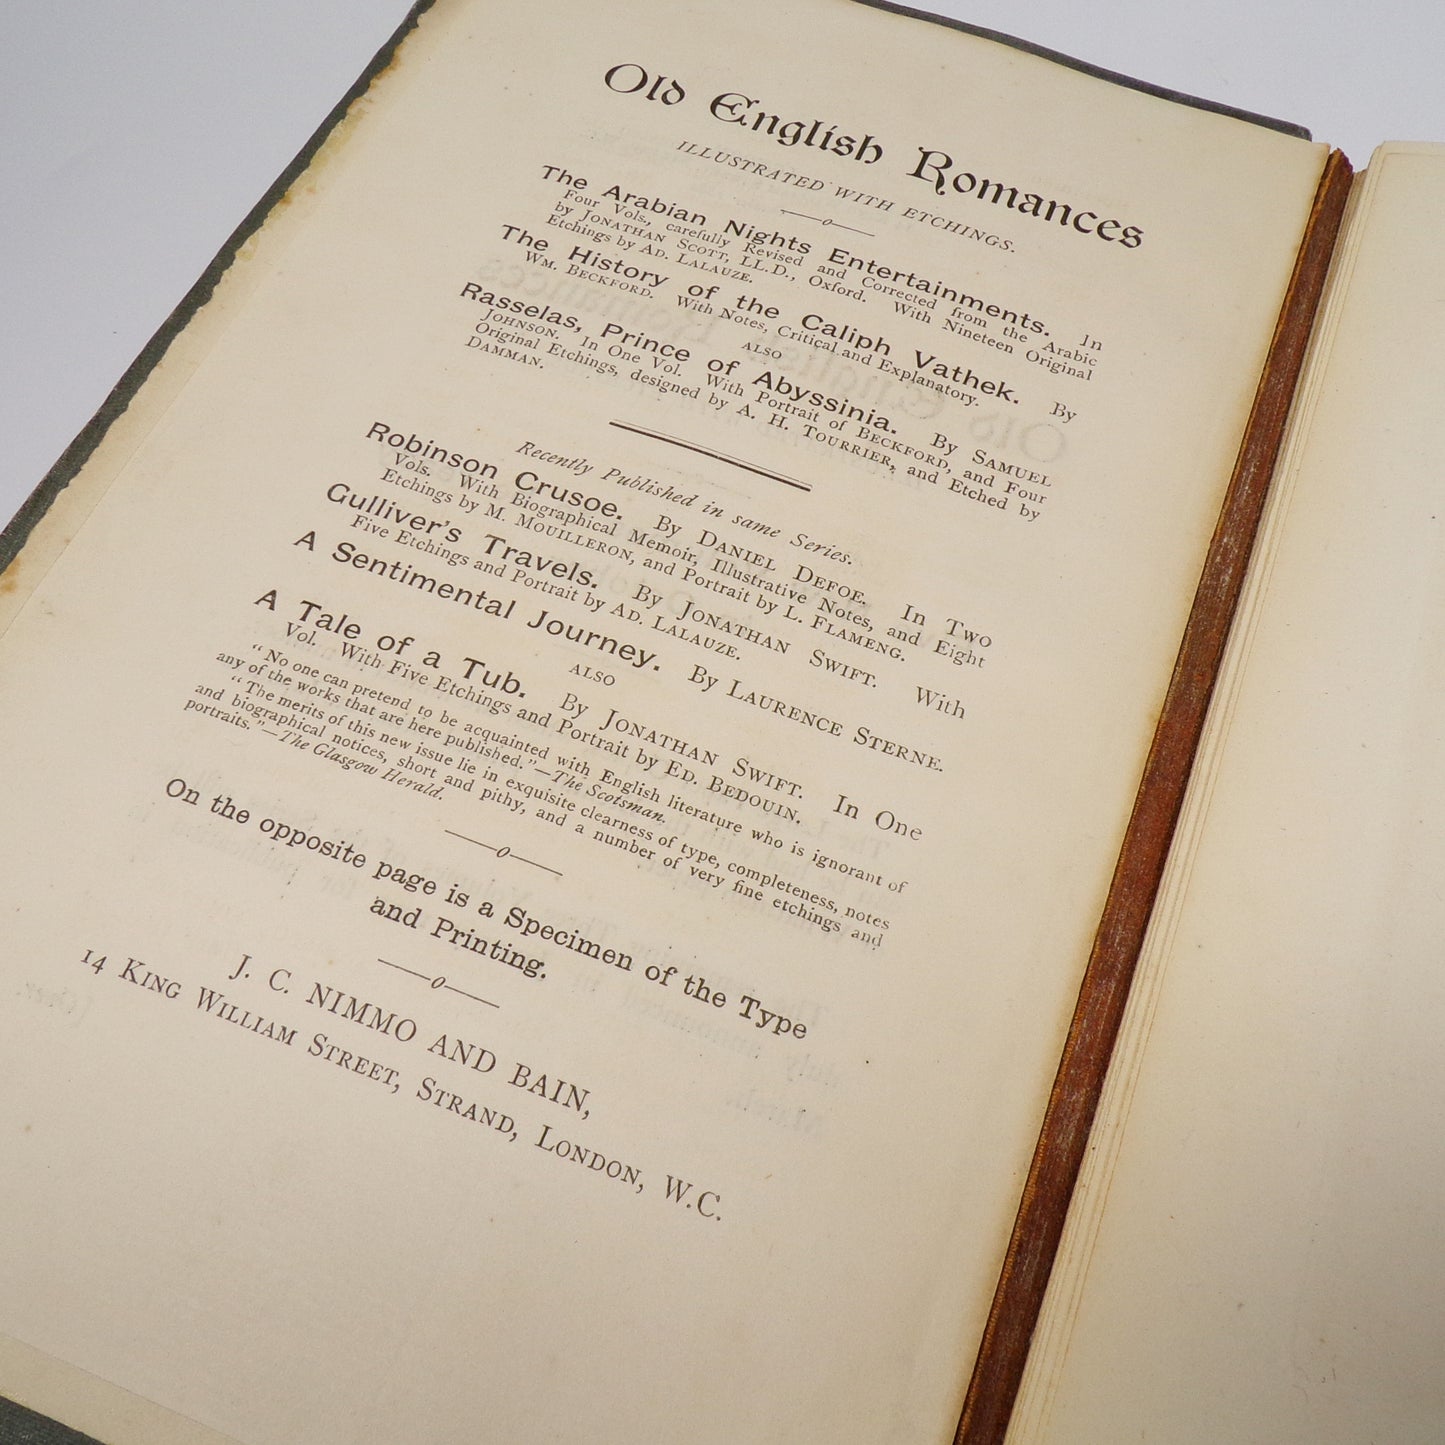 Old English Romances
ILLUSTRATED WITH ETCHINGS.
The Arabian Nights Entertainments. In
Four Vols., carefully Revised and Corrected from the Arabic
by JONATHAN SCOTT, LL.D., Oxford. With Nineteen Original
Etchings by AD. LALAUZE.
The History of the Caliph Vathek. By
WM. BECKFORD. With Notes, Critical and Explanatory.
ALSO
Rasselas, Prince of Abyssinia. By SAMUEL
JOHNSON. In One Vol. With Portrait of BECKFORD, and Four
Original Etchings, designed by A. H. TOURRIER, and Etched by
DAMMAN.
Recently Published in same Series.
Robinson Crusoe. By DANIEL DEFOE. In Two
Vols. With Biographical Memoir, Illustrative Notes, and Eight
Etchings by M. MOUILLERON, and Portrait by L. FLAMENG.
Gulliver's Travels. By JONATHAN SWIFT. With
Five Etchings and Portrait by AD. LALAUZE.
A Sentimental Journey. By LAURENCE STERNE.
ALSO
A Tale of a Tub. By JONATHAN SWIFT. In One
Vol. With Five Etchings and Portrait by ED. BEDOUIN.
"No one can pretend to be acquainted with English literature who is ignorant of
any of the works that are here published."—The Scotsman.
"The merits of this new issue lie in exquisite clearness of type, completeness, notes
and biographical notices, short and pithy, and a number of very fine etchings and
portraits."—The Glasgow Herald.
On the opposite page is a Specimen of the Type
and Printing.
J. C. NIMMO AND BAIN,
14 KING WILLIAM STREET, STRAND, LONDON, W.C.